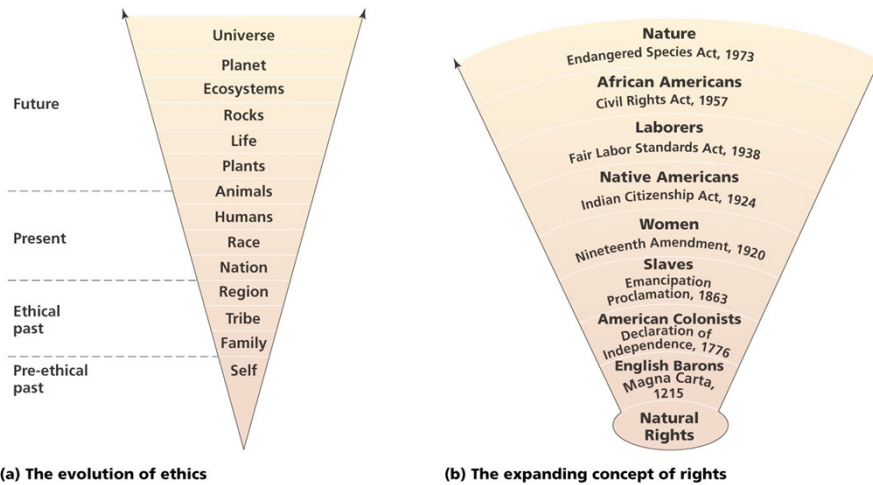 Universe
Planet
Ecosystems
Future
Rocks
Life
Plants
Animals
Humans
Present
Race
Nation
Region
Ethical
past
Tribe
Family
Pre-ethical
past
Self
(a) The evolution of ethics
Nature
Endangered Species Act, 1973
African Americans
Civil Rights Act, 1957
Laborers
Fair Labor Standards Act, 1938
Native Americans
Indian Citizenship Act, 1924
Women
Nineteenth Amendment, 1920
Slaves
Emancipation
Proclamation, 1863
American Colonists
Declaration of
Independence, 1776
English Barons
Magna Carta,
1215
Natural
Rights
(b) The expanding concept of rights